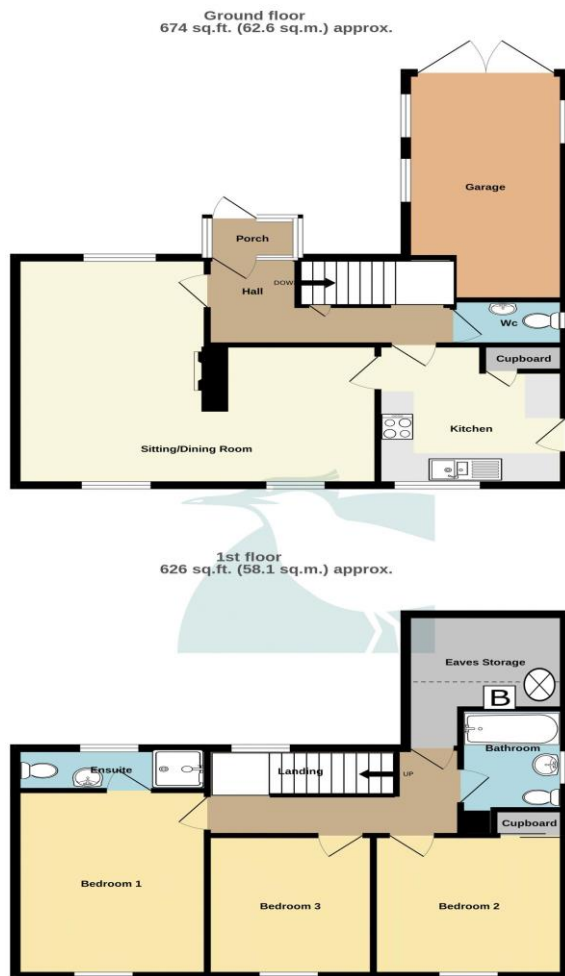 Ground floor
674 sq.ft. (62.6 sq.m.) approx.
Garage
Porch
DOWN
Hall
Wc
Cupboard
Kitchen
Sitting/Dining Room
1st floor
626 sq.ft. (58.1 sq.m.) approx.
Eaves Storage
B
Bathroom
Ensuite
Landing
UP
Cupboard
Bedroom 1
Bedroom 3
Bedroom 2